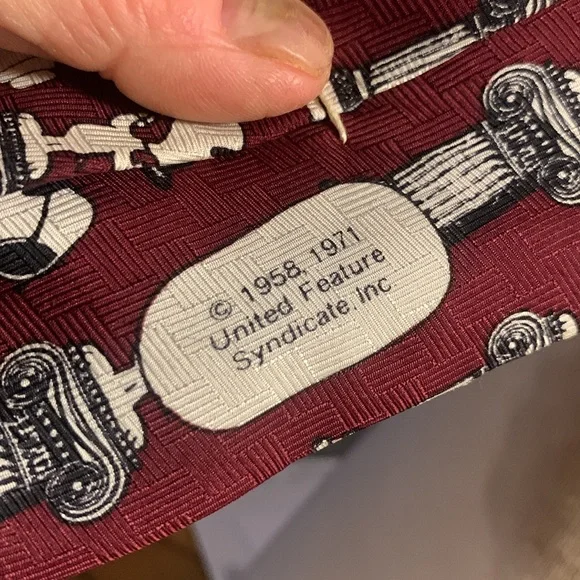 © 1958, 1971
United Feature
Syndicate, Inc